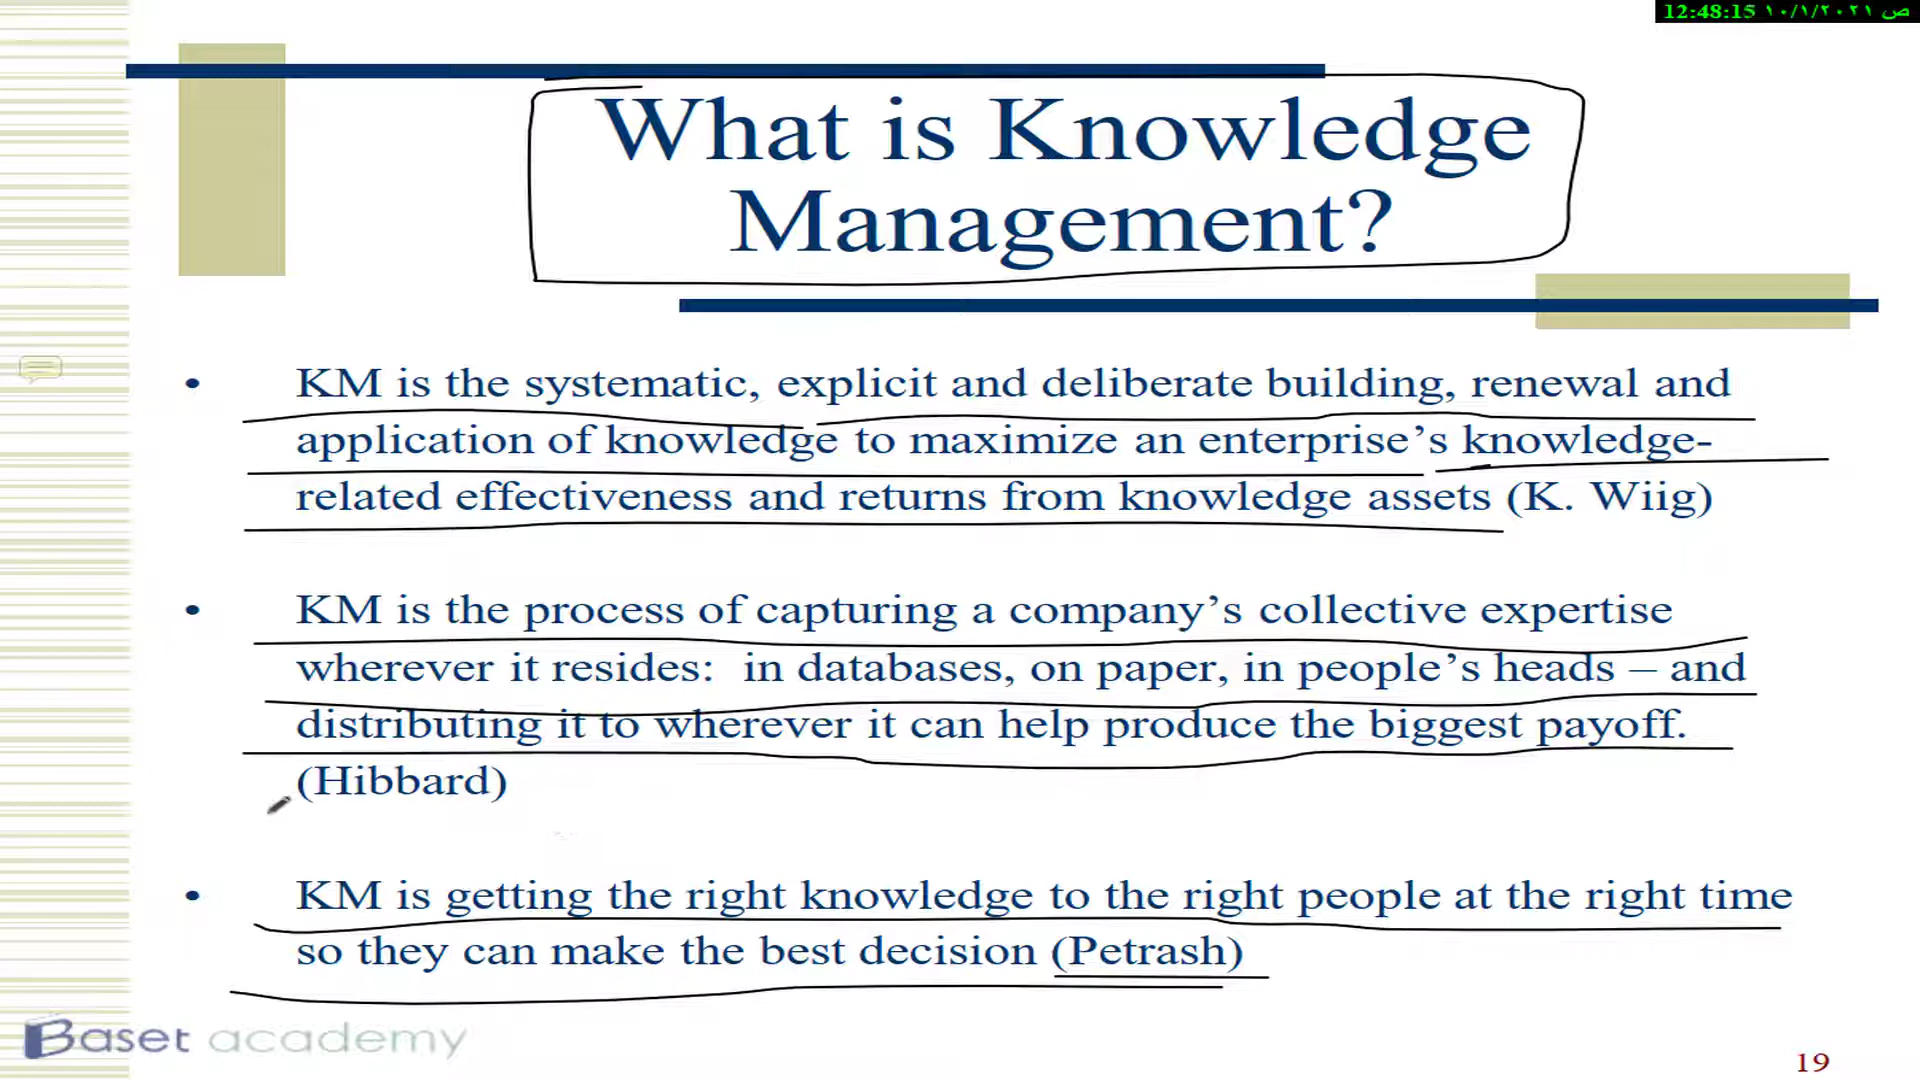 12:48:15 ١٠/١/٢٠٢١ ص
What is Knowledge
Management?
• KM is the systematic, explicit and deliberate building, renewal and
application of knowledge to maximize an enterprise’s knowledge-
related effectiveness and returns from knowledge assets (K. Wiig)
• KM is the process of capturing a company’s collective expertise
wherever it resides: in databases, on paper, in people’s heads – and
distributing it to wherever it can help produce the biggest payoff.
(Hibbard)
• KM is getting the right knowledge to the right people at the right time
so they can make the best decision (Petrash)
Baset academy
19